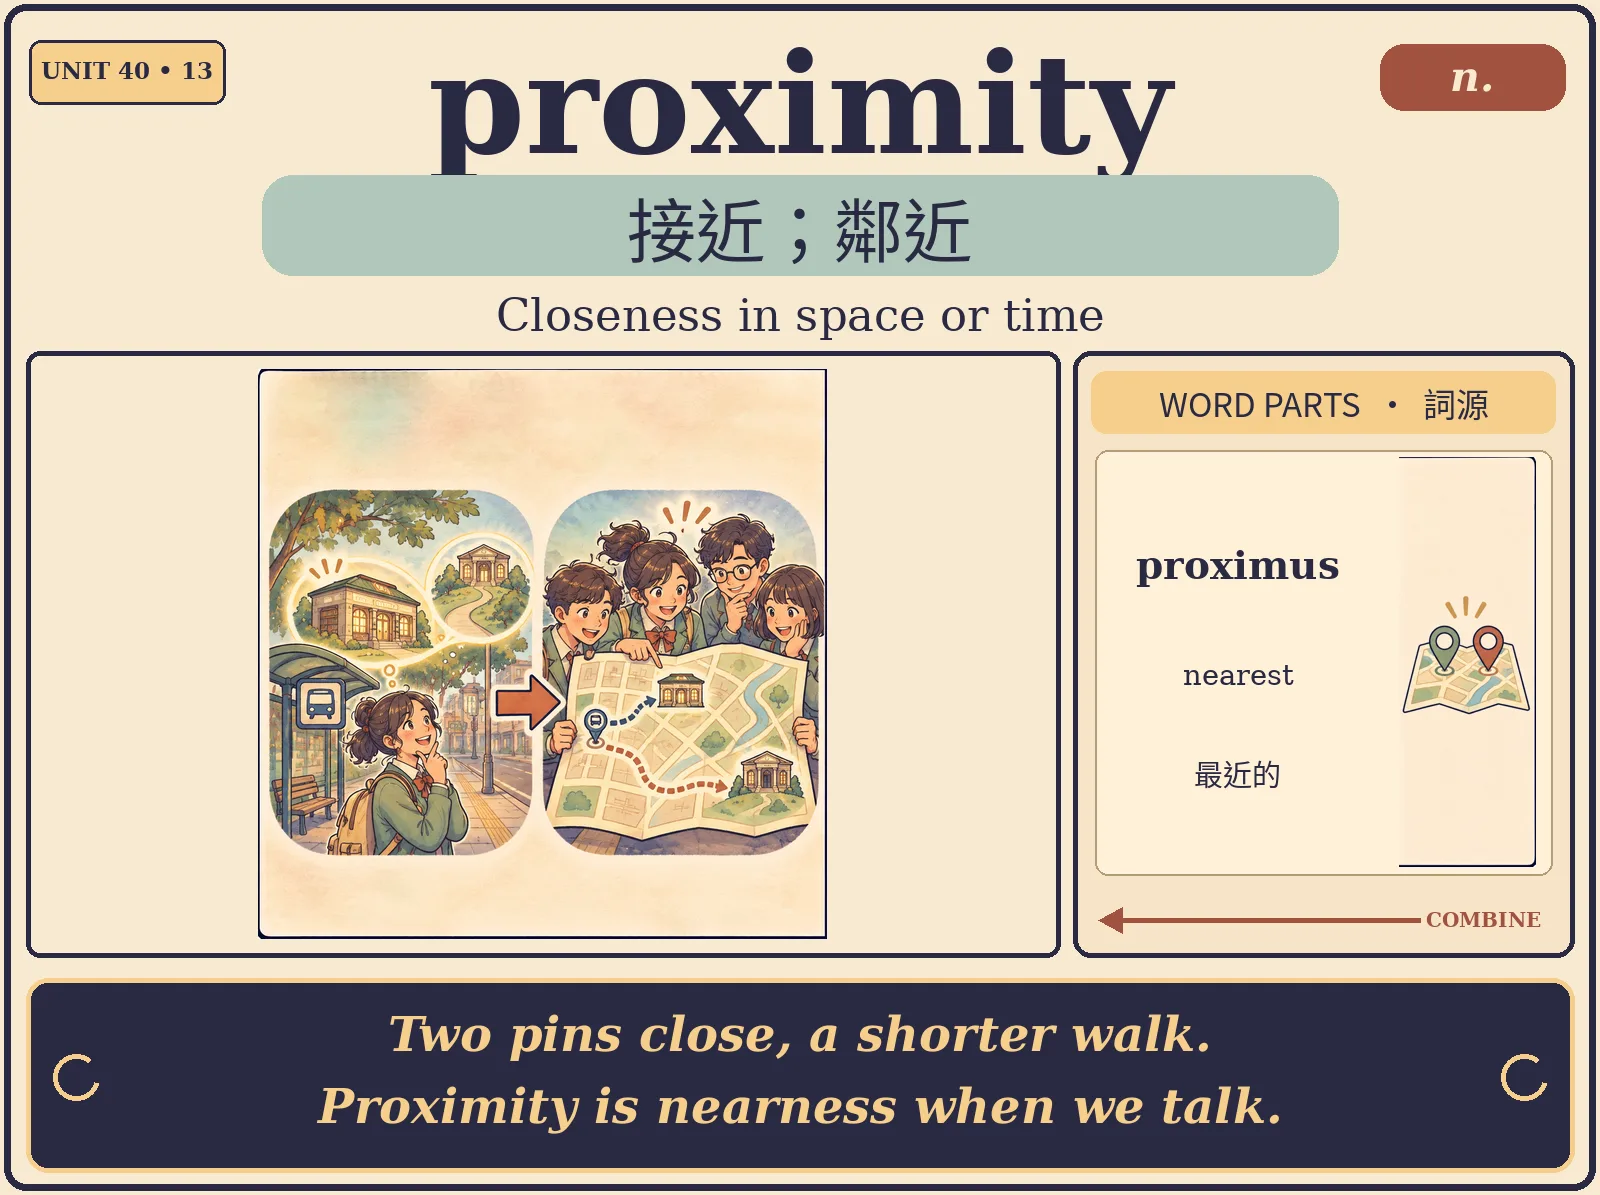 UNIT 40 • 13
proximity
n.
接近；鄰近
Closeness in space or time
WORD PARTS ・ 詞源
proximus
nearest
最近的
COMBINE
Two pins close, a shorter walk.
Proximity is nearness when we talk.